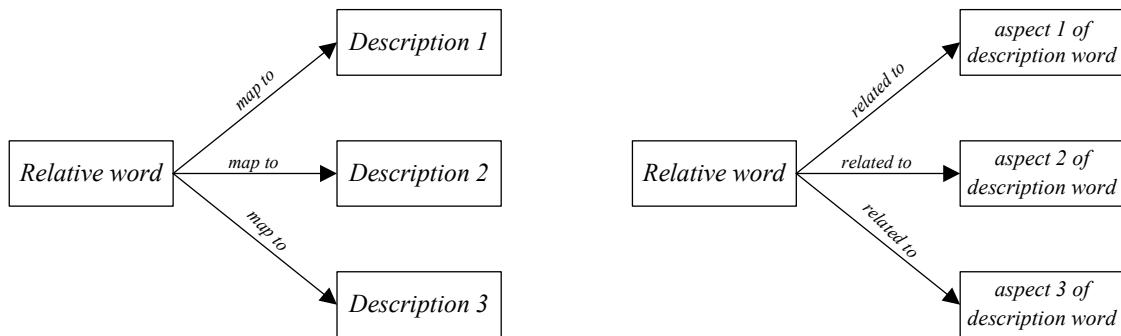 Description 1
map to
Relative word
map to
Description 2
map to
Description 3
aspect 1 of
description word
related to
Relative word
related to
aspect 2 of
description word
related to
aspect 3 of
description word